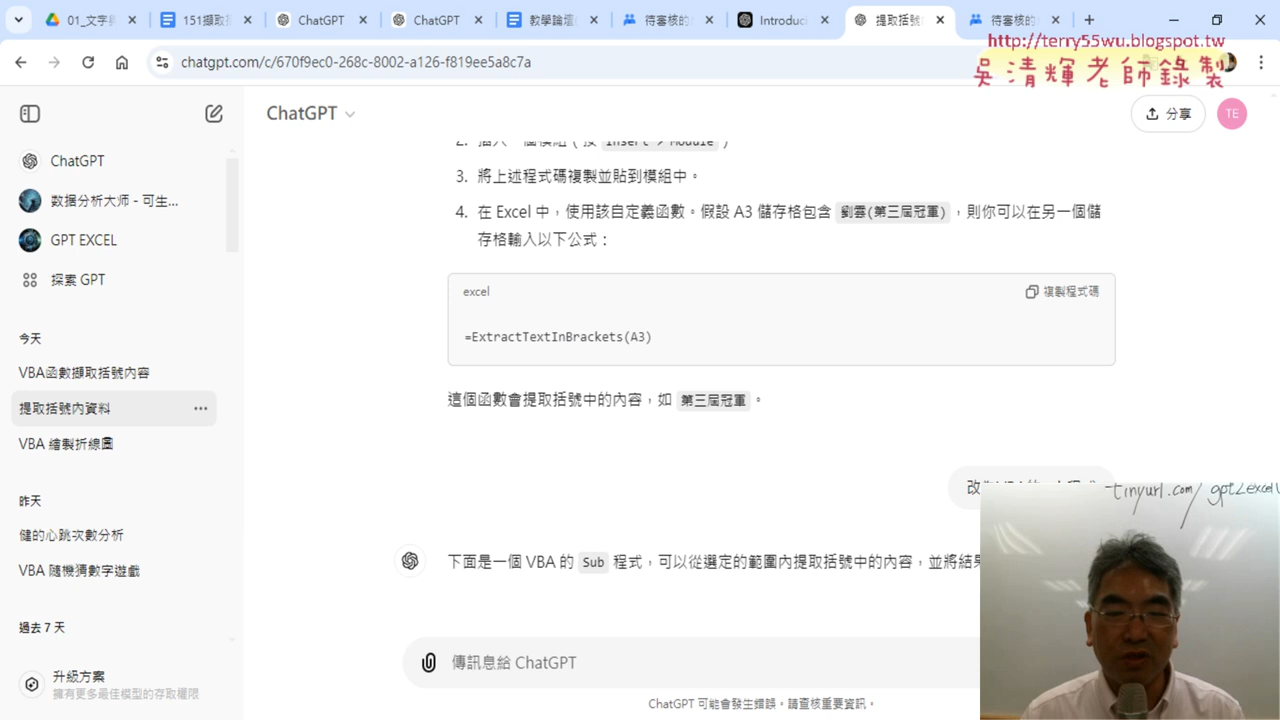 01_文字
151擷取
ChatGPT
ChatGPT
教學論壇
待審核的
Introduc
提取括號
待審核的
chatgpt.com/c/670f9ec0-268c-8002-a126-f819ee5a8c7a
http://terry55wu.blogspot.tw
吳清輝老師錄製
ChatGPT
分享
TE
ChatGPT
数据分析大师 - 可生...
GPT EXCEL
探索 GPT
今天
VBA函數擷取括號內容
提取括號內資料
VBA 繪製折線圖
昨天
健的心跳次數分析
VBA 隨機猜數字遊戲
過去 7 天
升級方案
擁有更多最佳模型的存取權限
2. 插入一個模組 ( 按 Insert > Module )
3. 將上述程式碼複製並貼到模組中。
4. 在 Excel 中，使用該自定義函數。假設 A3 儲存格包含 劉雲(第三屆冠軍) ，則你可以在另一個儲
存格輸入以下公式：
excel
複製程式碼
=ExtractTextInBrackets(A3)
這個函數會提取括號中的內容，如 第三屆冠軍 。
tinyurl.com/gpt2excel
下面是一個 VBA 的 Sub 程式，可以從選定的範圍內提取括號中的內容，並將結果
傳訊息給 ChatGPT
ChatGPT 可能會發生錯誤。請查核重要資訊。